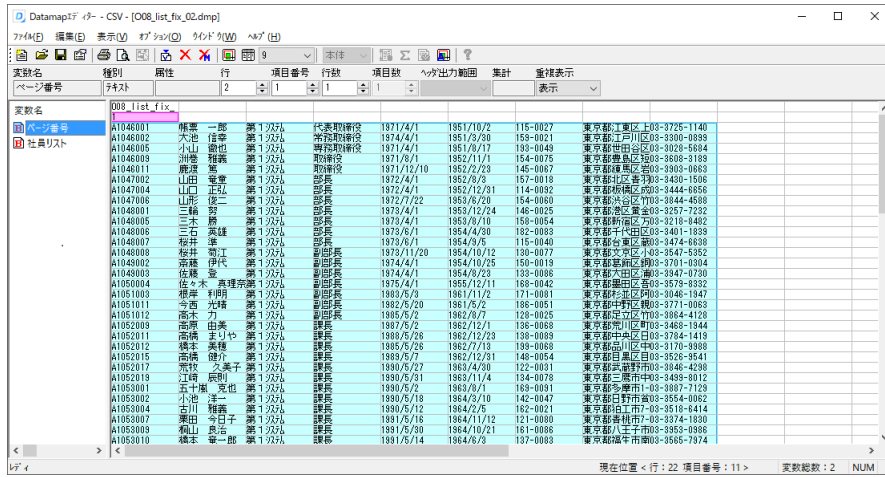 Datamapｴﾃﾞｨﾀｰ - CSV - [O08_list_fix_02.dmp]
ﾌｧｲﾙ(F) 編集(E) 表示(V) ｵﾌﾟｼｮﾝ(O) ｳｲﾝﾄﾞｳ(W) ﾍﾙﾌﾟ(H)
9 本体
変数名 種別 属性 行 項目番号 行数 項目数 ﾍｯﾀﾞ出力範囲 集計 重複表示
ページ番号 ﾃｷｽﾄ 2 1 1 1 表示
変数名
ページ番号
社員リスト
O08_list_fix_
1
A1046001 帳票 一郎 第１ｼｽﾃﾑ 代表取締役 1971/4/1 1951/10/2 115-0027 東京都江東区上03-3725-1140
A1046002 大池 信幸 第１ｼｽﾃﾑ 常務取締役 1974/4/1 1951/3/30 159-0021 東京都江戸川区03-3300-0899
A1046005 小山 徹也 第１ｼｽﾃﾑ 専務取締役 1971/4/1 1951/8/17 193-0049 東京都世田谷区03-3028-5684
A1046009 洲巻 雅義 第１ｼｽﾃﾑ 取締役 1971/8/1 1952/11/1 154-0075 東京都豊島区短03-3608-3189
A1046011 鹿渡 篤 第１ｼｽﾃﾑ 取締役 1971/12/10 1952/2/23 145-0067 東京都練馬区岩03-3903-0663
A1047002 山田 竜童 第１ｼｽﾃﾑ 部長 1972/4/1 1952/8/3 157-0018 東京都北区春羽03-3430-1506
A1047004 山口 正弘 第１ｼｽﾃﾑ 部長 1972/4/1 1952/12/31 114-0092 東京都板橋区成03-3444-6656
A1047006 山形 俊二 第１ｼｽﾃﾑ 部長 1972/7/22 1953/6/20 154-0060 東京都渋谷区竹03-3844-4588
A1048001 三輪 努 第１ｼｽﾃﾑ 部長 1973/4/1 1953/12/24 146-0025 東京都港区黄金03-3257-7232
A1048005 三木 勝 第１ｼｽﾃﾑ 部長 1973/4/1 1953/8/10 158-0054 東京都新宿区万03-3218-8482
A1048006 三石 英雄 第１ｼｽﾃﾑ 部長 1973/6/1 1954/4/30 182-0083 東京都千代田区03-3401-1839
A1048007 桜井 準 第１ｼｽﾃﾑ 部長 1973/6/1 1954/9/5 115-0040 東京都台東区蔵03-3474-6638
A1048008 桜井 菊江 第１ｼｽﾃﾑ 副部長 1973/11/20 1954/10/12 130-0077 東京都文京区小03-3547-5352
A1049002 斎藤 伊代 第１ｼｽﾃﾑ 副部長 1974/4/1 1954/10/25 150-0019 東京都葛飾区銅03-3701-0304
A1049003 佐藤 登 第１ｼｽﾃﾑ 副部長 1974/4/1 1954/8/23 133-0086 東京都大田区浦03-3947-0730
A1050004 佐々木 真理奈第１ｼｽﾃﾑ 副部長 1975/4/1 1955/12/11 168-0042 東京都墨田区吾03-3579-8332
A1051003 根岸 利明 第１ｼｽﾃﾑ 副部長 1983/5/3 1961/11/2 171-0081 東京都杉並区阿03-3046-1947
A1051011 今西 光晴 第１ｼｽﾃﾑ 副部長 1982/5/20 1961/5/2 186-0051 東京都中野区親03-3771-0063
A1051012 高木 力 第１ｼｽﾃﾑ 副部長 1985/5/2 1962/8/7 128-0025 東京都足立区竹03-3864-4128
A1052009 高原 由美 第１ｼｽﾃﾑ 課長 1987/5/2 1962/12/1 136-0068 東京都荒川区町03-3468-1944
A1052011 高橋 まりや 第１ｼｽﾃﾑ 課長 1988/5/26 1962/12/29 138-0089 東京都中央区日03-3784-1419
A1052012 橋本 美穂 第１ｼｽﾃﾑ 課長 1985/5/26 1962/7/13 199-0068 東京都品川区中03-3170-9988
A1052015 高橋 健介 第１ｼｽﾃﾑ 課長 1989/5/7 1962/12/31 148-0054 東京都目黒区目03-3526-9541
A1052017 荒牧 久美子 第１ｼｽﾃﾑ 課長 1990/5/27 1963/4/30 122-0031 東京都武蔵野市03-3846-4298
A1052019 江崎 辰則 第１ｼｽﾃﾑ 課長 1990/5/31 1963/11/4 134-0078 東京都三鷹市中03-3499-8012
A1053001 五十嵐 克也 第１ｼｽﾃﾑ 課長 1990/5/2 1963/8/1 169-0091 東京都多摩市1-03-3887-7129
A1053002 小池 洋一 第１ｼｽﾃﾑ 課長 1990/5/18 1964/3/10 142-0047 東京都日野市首03-3554-0062
A1053004 古川 雅義 第１ｼｽﾃﾑ 課長 1990/5/12 1964/2/5 162-0021 東京都狛江市7-03-3518-6414
A1053007 栗田 今日子 第１ｼｽﾃﾑ 課長 1991/5/16 1964/11/12 121-0080 東京都青桃市7-03-3374-1830
A1053009 桐山 良治 第１ｼｽﾃﾑ 課長 1991/5/30 1964/10/21 161-0086 東京都八王子市03-3953-0986
A1053010 橋本 竜一郎 第１ｼｽﾃﾑ 課長 1991/5/14 1964/6/3 137-0083 東京都福生市南03-3565-7974
ﾚﾃﾞｨ 現在位置 < 行：22 項目番号：11 > 変数総数：2 NUM